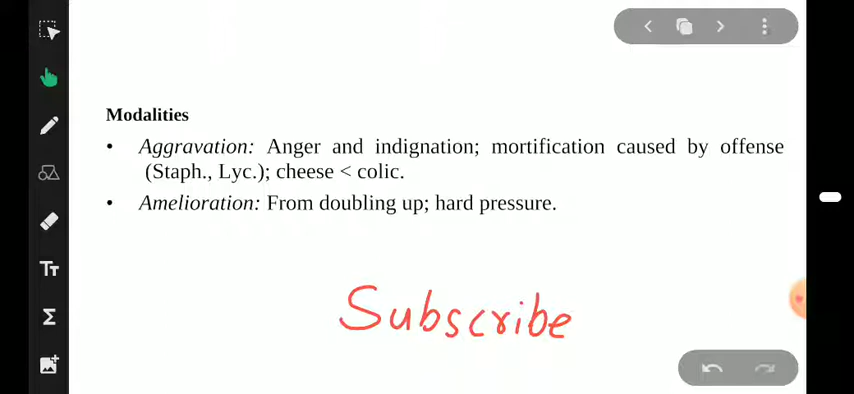 Modalities
• Aggravation: Anger and indignation; mortification caused by offense
(Staph., Lyc.); cheese < colic.
• Amelioration: From doubling up; hard pressure.
Subscribe